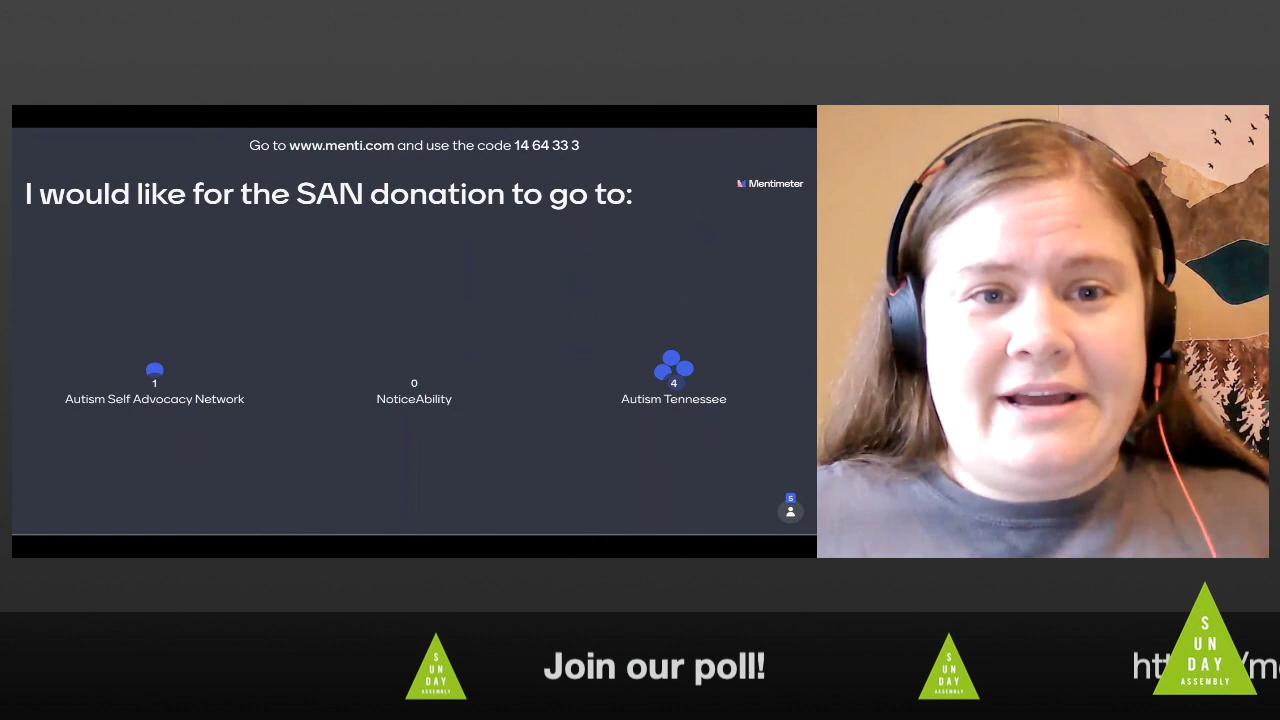 Go to www.menti.com and use the code 14 64 33 3
I would like for the SAN donation to go to:
Mentimeter
1
Autism Self Advocacy Network
0
NoticeAbility
4
Autism Tennessee
5
S
UN
DAY
ASSEMBLY
Join our poll!
S
UN
DAY
ASSEMBLY
S
UN
DAY
ASSEMBLY